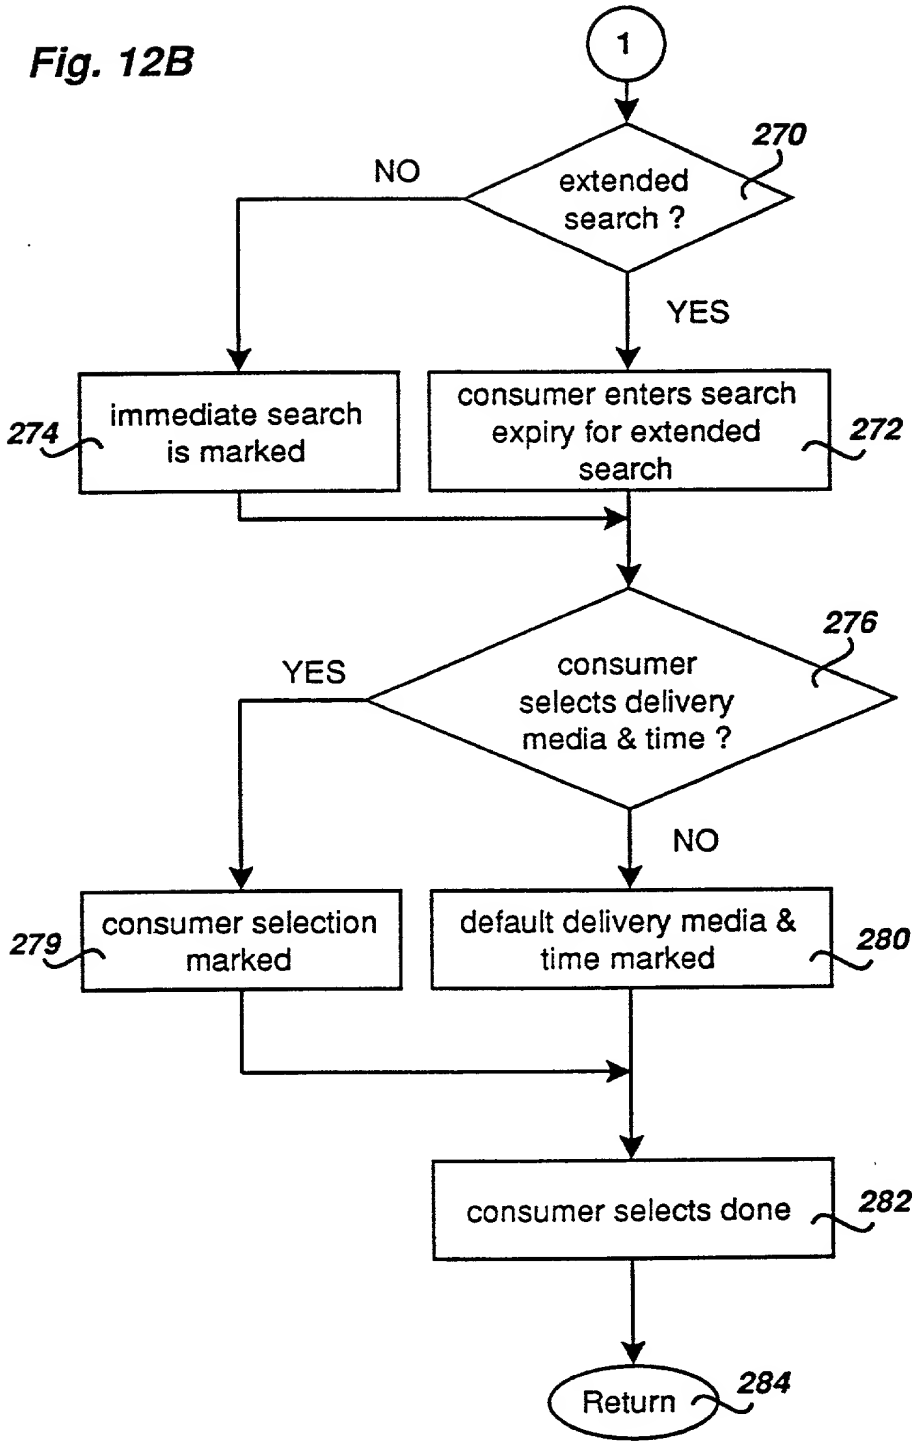 Fig. 12B
1
270
NO
extended
search ?
YES
274
immediate search
is marked
consumer enters search
expiry for extended
search
272
276
YES
consumer
selects delivery
media & time ?
NO
279
consumer selection
marked
default delivery media &
time marked
280
consumer selects done
282
Return
284